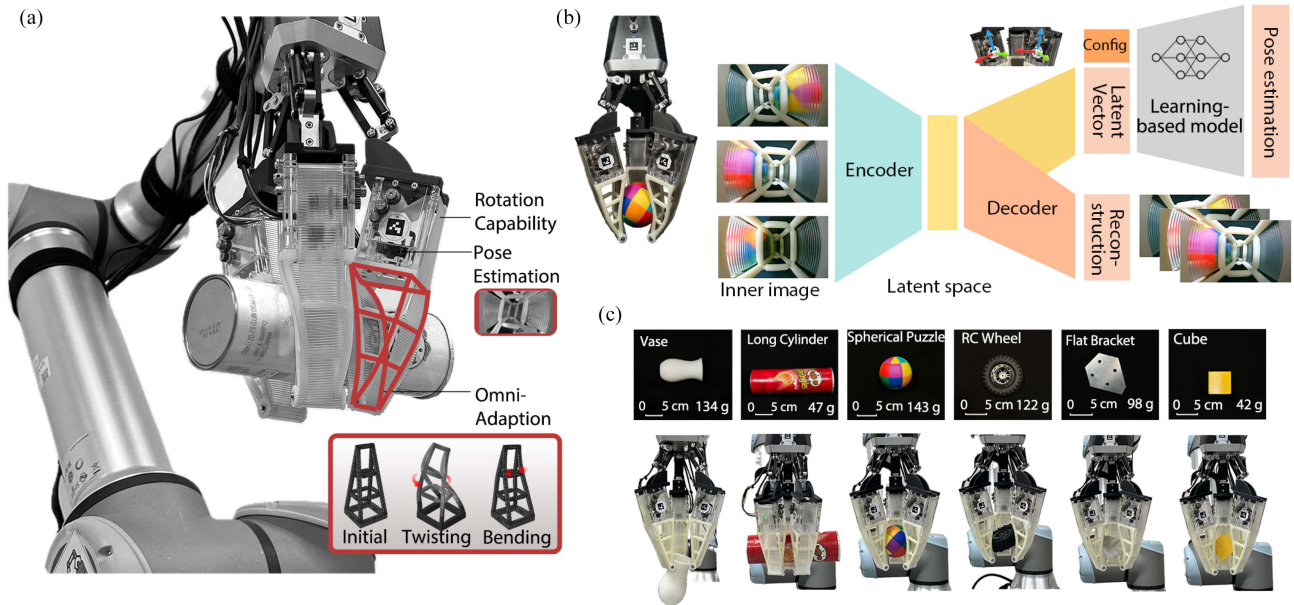 (a)
Rotation
Capability
Pose
Estimation
Omni-
Adaption
Initial
Twisting
Bending
(b)
Inner image
Encoder
Latent space
Decoder
Config
Latent
Vector
Recon-
struction
Learning-
based model
Pose estimation
(c)
Vase
0 5 cm 134 g
Long Cylinder
0 5 cm 47 g
Spherical Puzzle
0 5 cm 143 g
RC Wheel
0 5 cm 122 g
Flat Bracket
0 5 cm 98 g
Cube
0 5 cm 42 g